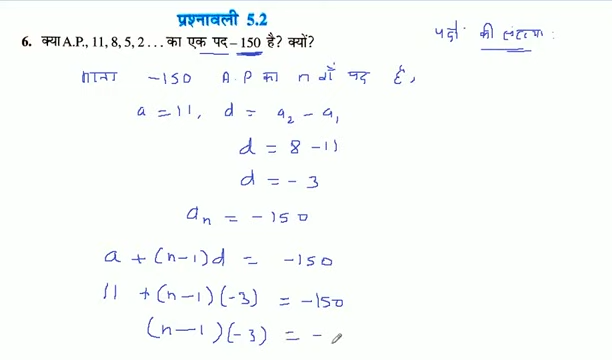 प्रश्नावली 5.2
6. क्या A.P., 11, 8, 5, 2 . . . का एक पद – 150 है? क्यों?
पदों की संख्या :
माना -150 A.P का n वाँ पद है,
a = 11, d = a₂ - a₁
d = 8 - 11
d = - 3
aₙ = -150
a + (n-1)d = -150
11 + (n-1)(-3) = -150
(n-1)(-3) = -